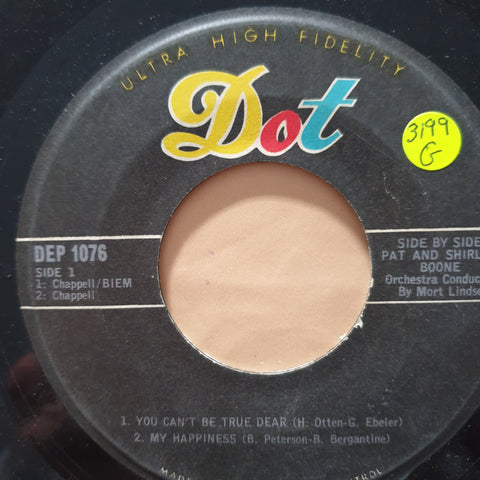 ULTRA HIGH FIDELITY
Dot
3199
G
DEP 1076
SIDE 1
1: Chappell/BIEM
2: Chappell
SIDE BY SIDE
PAT AND SHIRL
BOONE
Orchestra Conduc
By Mort Lindse
1. YOU CAN'T BE TRUE DEAR (H. Otten-G. Ebeler)
2. MY HAPPINESS (B. Peterson-B. Bergantine)
MADE